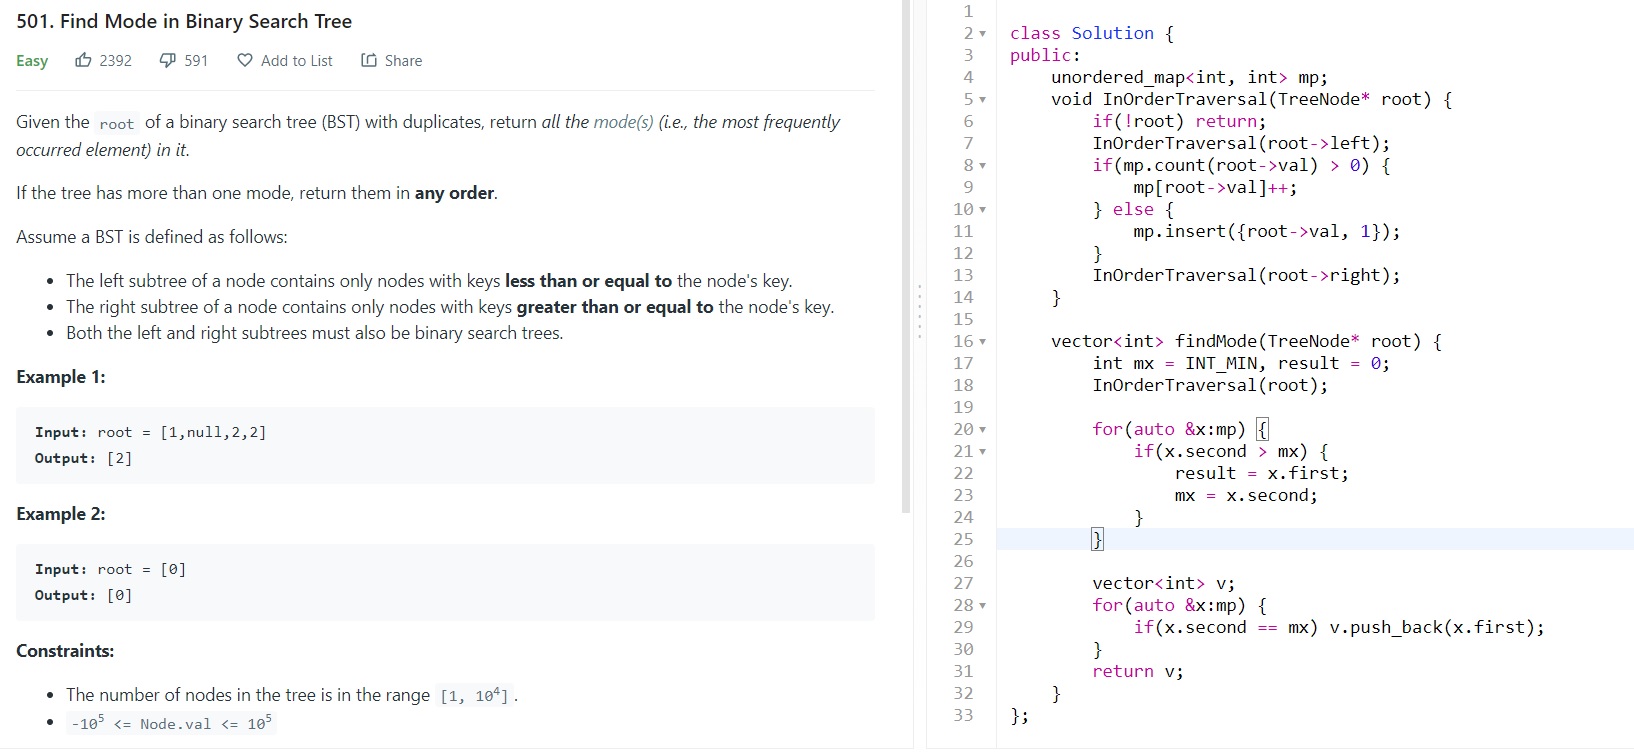 501. Find Mode in Binary Search Tree
Easy 2392 591 Add to List Share
Given the root of a binary search tree (BST) with duplicates, return all the mode(s) (i.e., the most frequently
occurred element) in it.
If the tree has more than one mode, return them in any order.
Assume a BST is defined as follows:
• The left subtree of a node contains only nodes with keys less than or equal to the node's key.
• The right subtree of a node contains only nodes with keys greater than or equal to the node's key.
• Both the left and right subtrees must also be binary search trees.
Example 1:
Input: root = [1,null,2,2]
Output: [2]
Example 2:
Input: root = [0]
Output: [0]
Constraints:
• The number of nodes in the tree is in the range [1, 10⁴].
• -10⁵ <= Node.val <= 10⁵
1
2 class Solution {
3 public:
4     unordered_map<int, int> mp;
5     void InOrderTraversal(TreeNode* root) {
6         if(!root) return;
7         InOrderTraversal(root->left);
8         if(mp.count(root->val) > 0) {
9             mp[root->val]++;
10         } else {
11             mp.insert({root->val, 1});
12         }
13         InOrderTraversal(root->right);
14     }
15
16     vector<int> findMode(TreeNode* root) {
17         int mx = INT_MIN, result = 0;
18         InOrderTraversal(root);
19
20         for(auto &x:mp) {
21             if(x.second > mx) {
22                 result = x.first;
23                 mx = x.second;
24             }
25         }
26
27         vector<int> v;
28         for(auto &x:mp) {
29             if(x.second == mx) v.push_back(x.first);
30         }
31         return v;
32     }
33 };